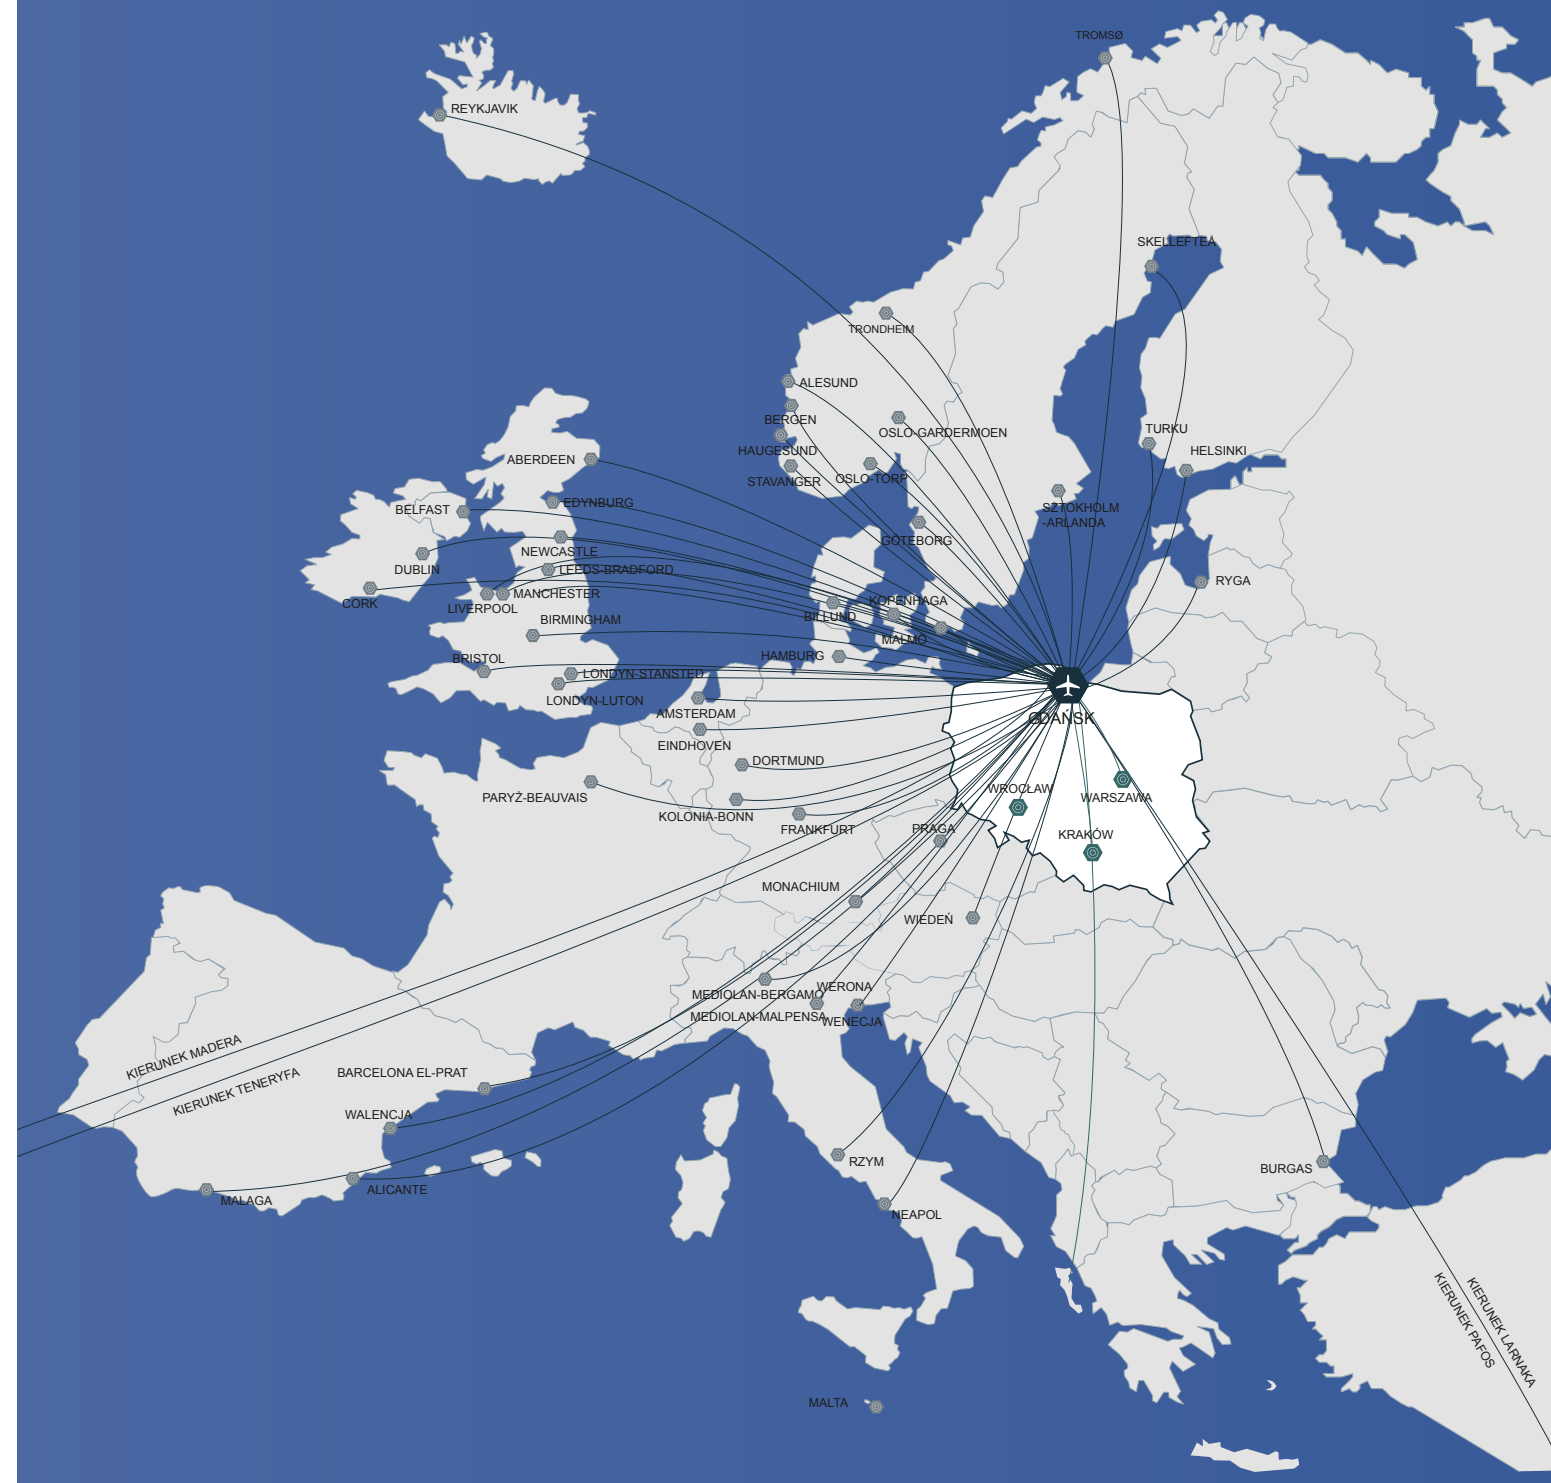 TROMSØ
REYKJAVIK
SKELLEFTEÅ
TRONDHEIM
ALESUND
BERGEN
OSLO-GARDERMOEN
TURKU
HAUGESUND
HELSINKI
ABERDEEN
STAVANGER
OSLO-TORP
EDYNBURG
BELFAST
SZTOKHOLM
-ARLANDA
GÖTEBORG
NEWCASTLE
DUBLIN
LEEDS-BRADFORD
RYGA
CORK
LIVERPOOL
MANCHESTER
KOPENHAGA
BILLUND
BIRMINGHAM
MALMÖ
BRISTOL
HAMBURG
LONDYN-STANSTED
LONDYN-LUTON
AMSTERDAM
GDAŃSK
EINDHOVEN
DORTMUND
PARYŻ-BEAUVAIS
WROCŁAW
WARSZAWA
KOLONIA-BONN
FRANKFURT
PRAGA
KRAKÓW
MONACHIUM
WIEDEŃ
MEDIOLAN-BERGAMO
WERONA
MEDIOLAN-MALPENSA
WENECJA
KIERUNEK MADERA
KIERUNEK TENERYFA
BARCELONA EL-PRAT
WALENCJA
RZYM
BURGAS
MALAGA
ALICANTE
NEAPOL
KIERUNEK LARNAKA
KIERUNEK PAFOS
MALTA